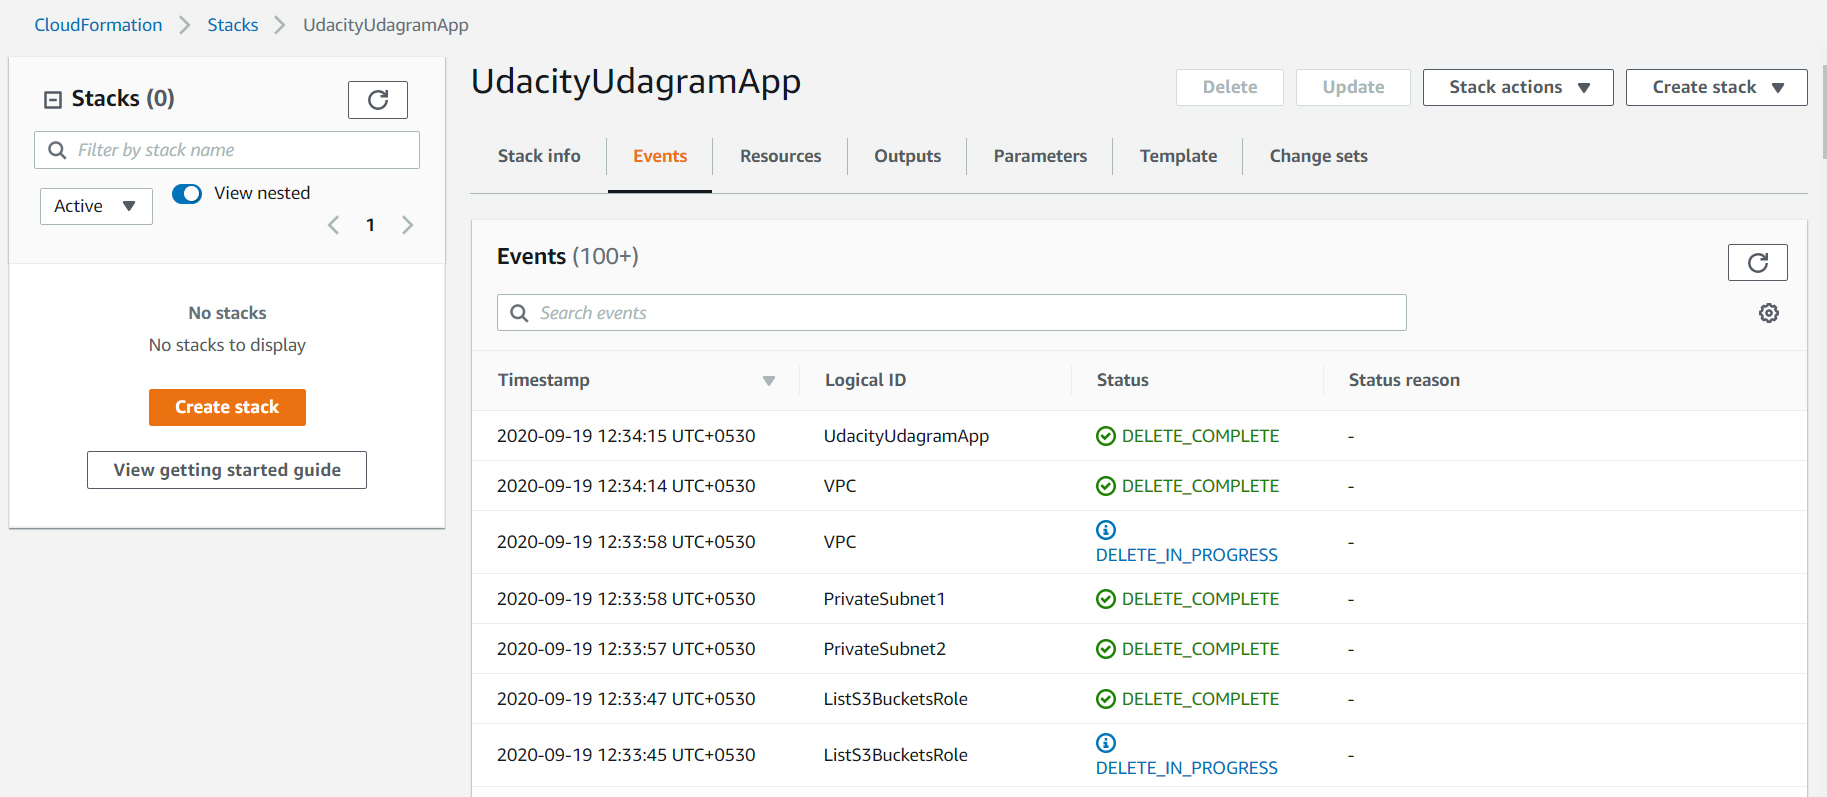 CloudFormation > Stacks > UdacityUdagramApp
Stacks (0)
Filter by stack name
Active
View nested
1
No stacks
No stacks to display
Create stack
View getting started guide
UdacityUdagramApp
Delete Update Stack actions Create stack
Stack info Events Resources Outputs Parameters Template Change sets
Events (100+)
Search events
Timestamp Logical ID Status Status reason
2020-09-19 12:34:15 UTC+0530 UdacityUdagramApp DELETE_COMPLETE -
2020-09-19 12:34:14 UTC+0530 VPC DELETE_COMPLETE -
2020-09-19 12:33:58 UTC+0530 VPC DELETE_IN_PROGRESS -
2020-09-19 12:33:58 UTC+0530 PrivateSubnet1 DELETE_COMPLETE -
2020-09-19 12:33:57 UTC+0530 PrivateSubnet2 DELETE_COMPLETE -
2020-09-19 12:33:47 UTC+0530 ListS3BucketsRole DELETE_COMPLETE -
2020-09-19 12:33:45 UTC+0530 ListS3BucketsRole DELETE_IN_PROGRESS -